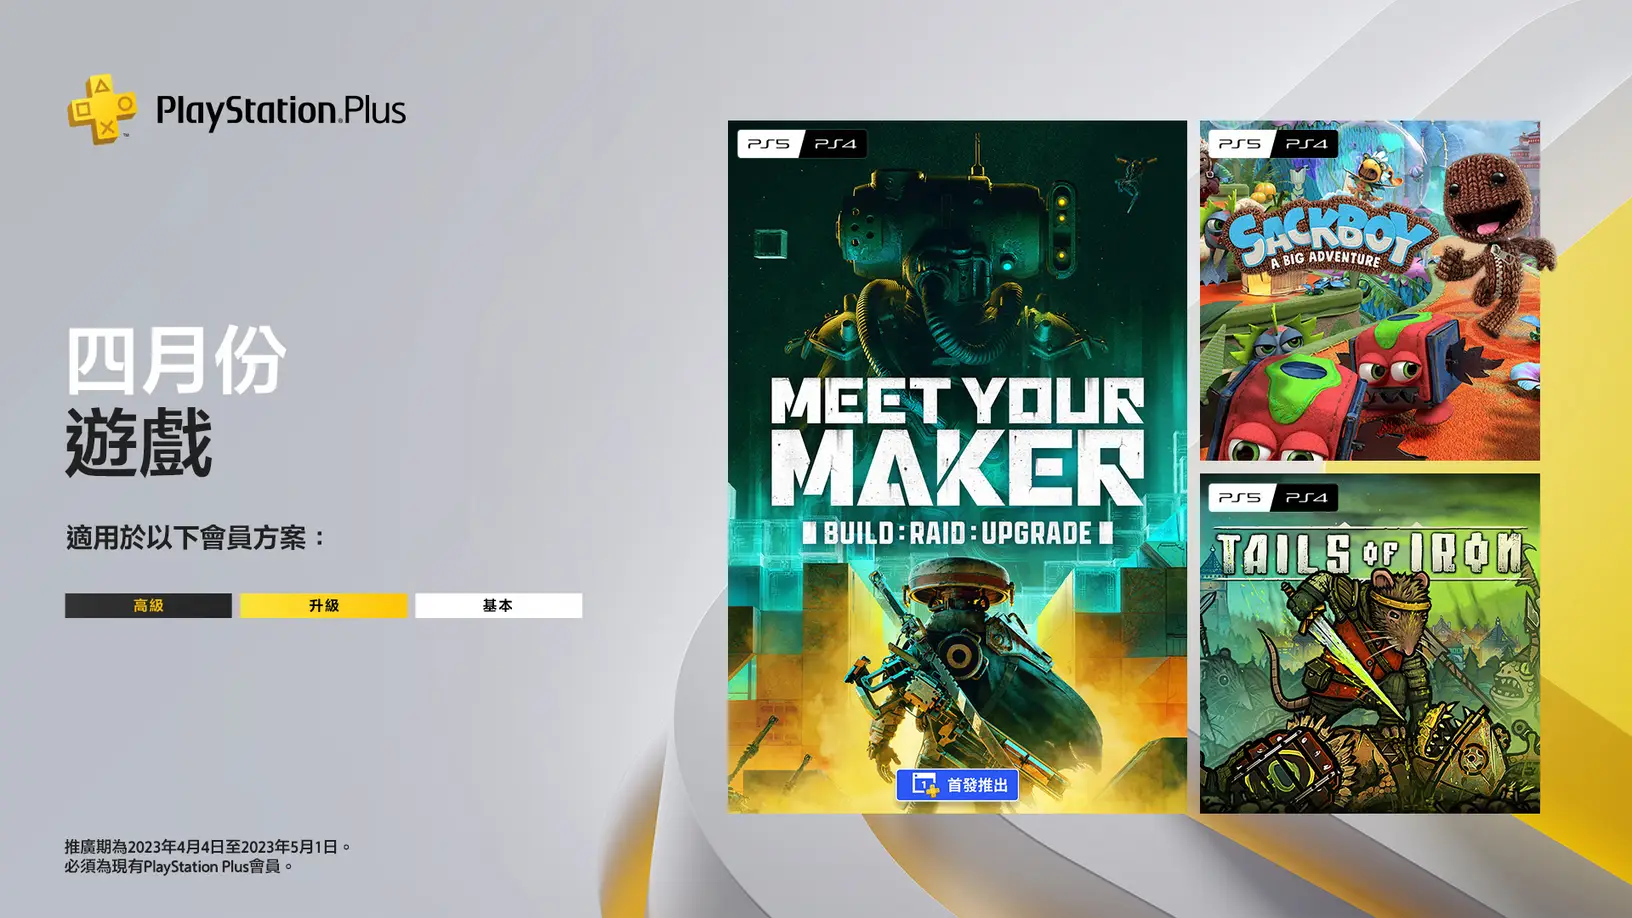 PlayStation.Plus
四月份
遊戲
適用於以下會員方案：
高級
升級
基本
推廣期為2023年4月4日至2023年5月1日。
必須為現有PlayStation Plus會員。
PS5 PS4
MEET YOUR
MAKER
BUILD:RAID:UPGRADE
首發推出
PS5 PS4
SACKBOY
A BIG ADVENTURE
PS5 PS4
TAILS OF IRON